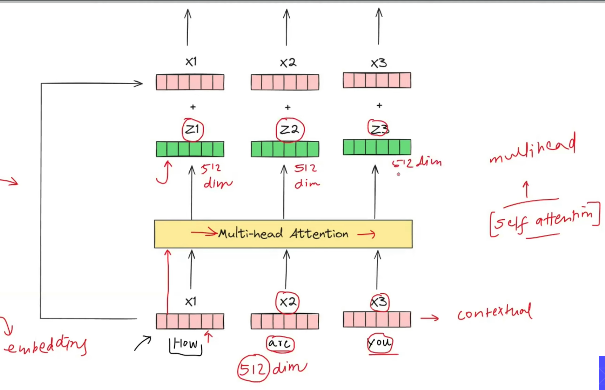 x1 x2 x3
+ + +
Z1 Z2 Z3
512 dim 512 dim 512 dim
multihead
[self attention]
Multi-head Attention
x1 x2 x3
contextual
embedding
How are you
512 dim